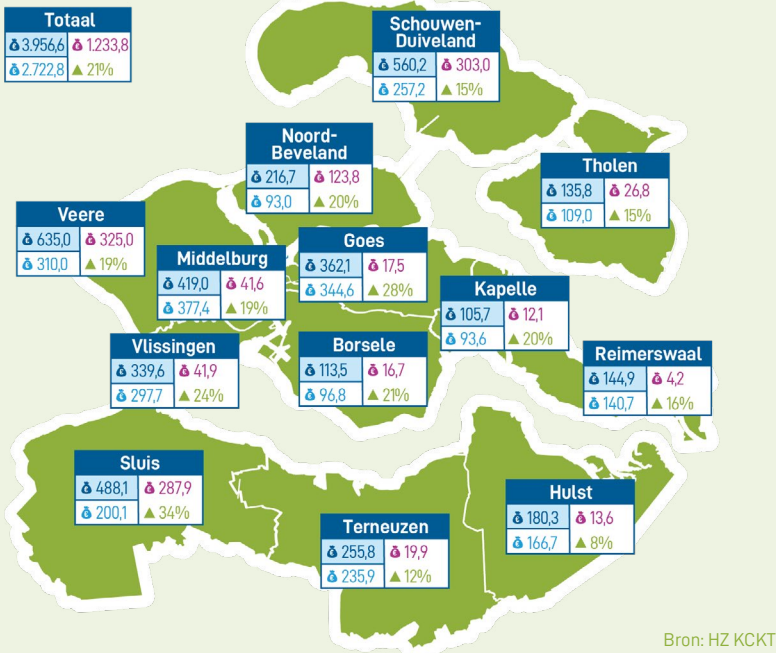 Totaal
3.956,6 1.233,8
2.722,8 ▲ 21%
Schouwen-
Duiveland
560,2 303,0
257,2 ▲ 15%
Noord-
Beveland
216,7 123,8
93,0 ▲ 20%
Tholen
135,8 26,8
109,0 ▲ 15%
Veere
635,0 325,0
310,0 ▲ 19%
Middelburg
419,0 41,6
377,4 ▲ 19%
Goes
362,1 17,5
344,6 ▲ 28%
Kapelle
105,7 12,1
93,6 ▲ 20%
Vlissingen
339,6 41,9
297,7 ▲ 24%
Borsele
113,5 16,7
96,8 ▲ 21%
Reimerswaal
144,9 4,2
140,7 ▲ 16%
Sluis
488,1 287,9
200,1 ▲ 34%
Terneuzen
255,8 19,9
235,9 ▲ 12%
Hulst
180,3 13,6
166,7 ▲ 8%
Bron: HZ KCKT